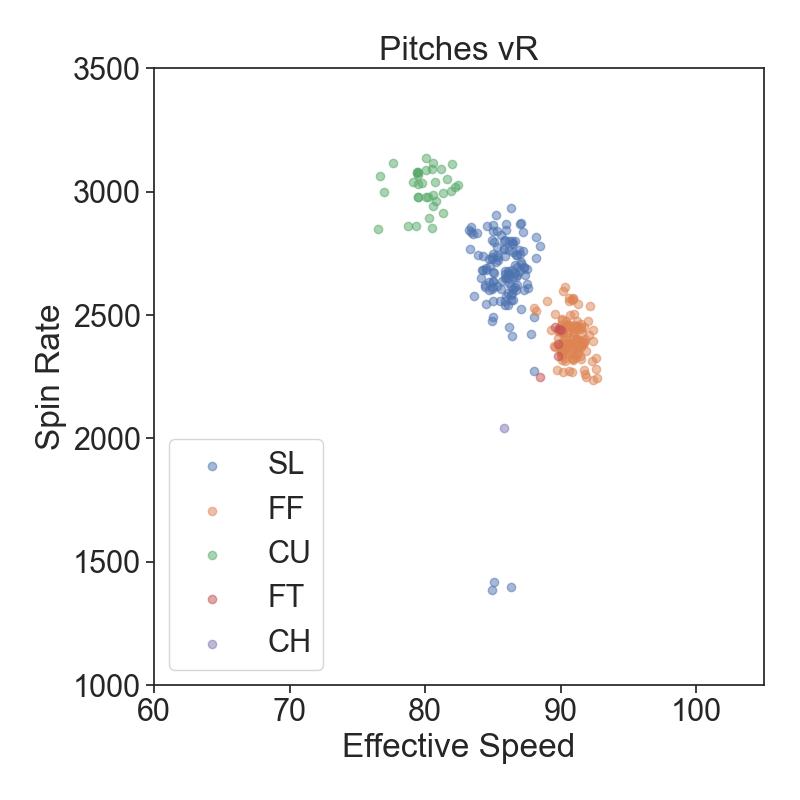 Pitches vR
3500
3000
2500
2000
1500
1000
Spin Rate
SL
FF
CU
FT
CH
60 70 80 90 100
Effective Speed